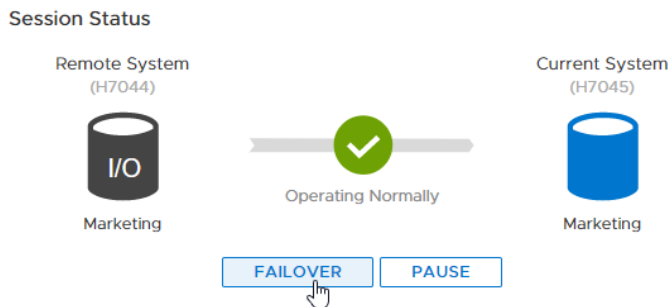 Session Status
Remote System
(H7044)
Current System
(H7045)
I/O
Operating Normally
Marketing
Marketing
FAILOVER
PAUSE